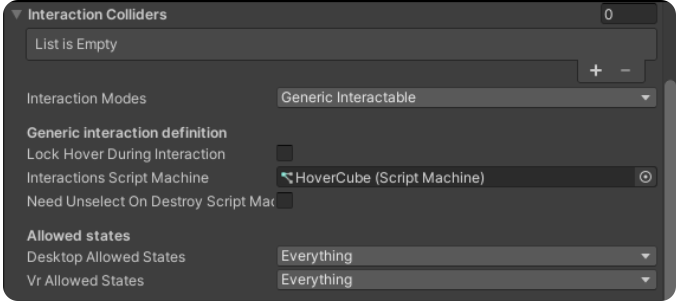 Interaction Colliders 0
List is Empty
+ −
Interaction Modes Generic Interactable
Generic interaction definition
Lock Hover During Interaction
Interactions Script Machine HoverCube (Script Machine)
Need Unselect On Destroy Script Mac
Allowed states
Desktop Allowed States Everything
Vr Allowed States Everything